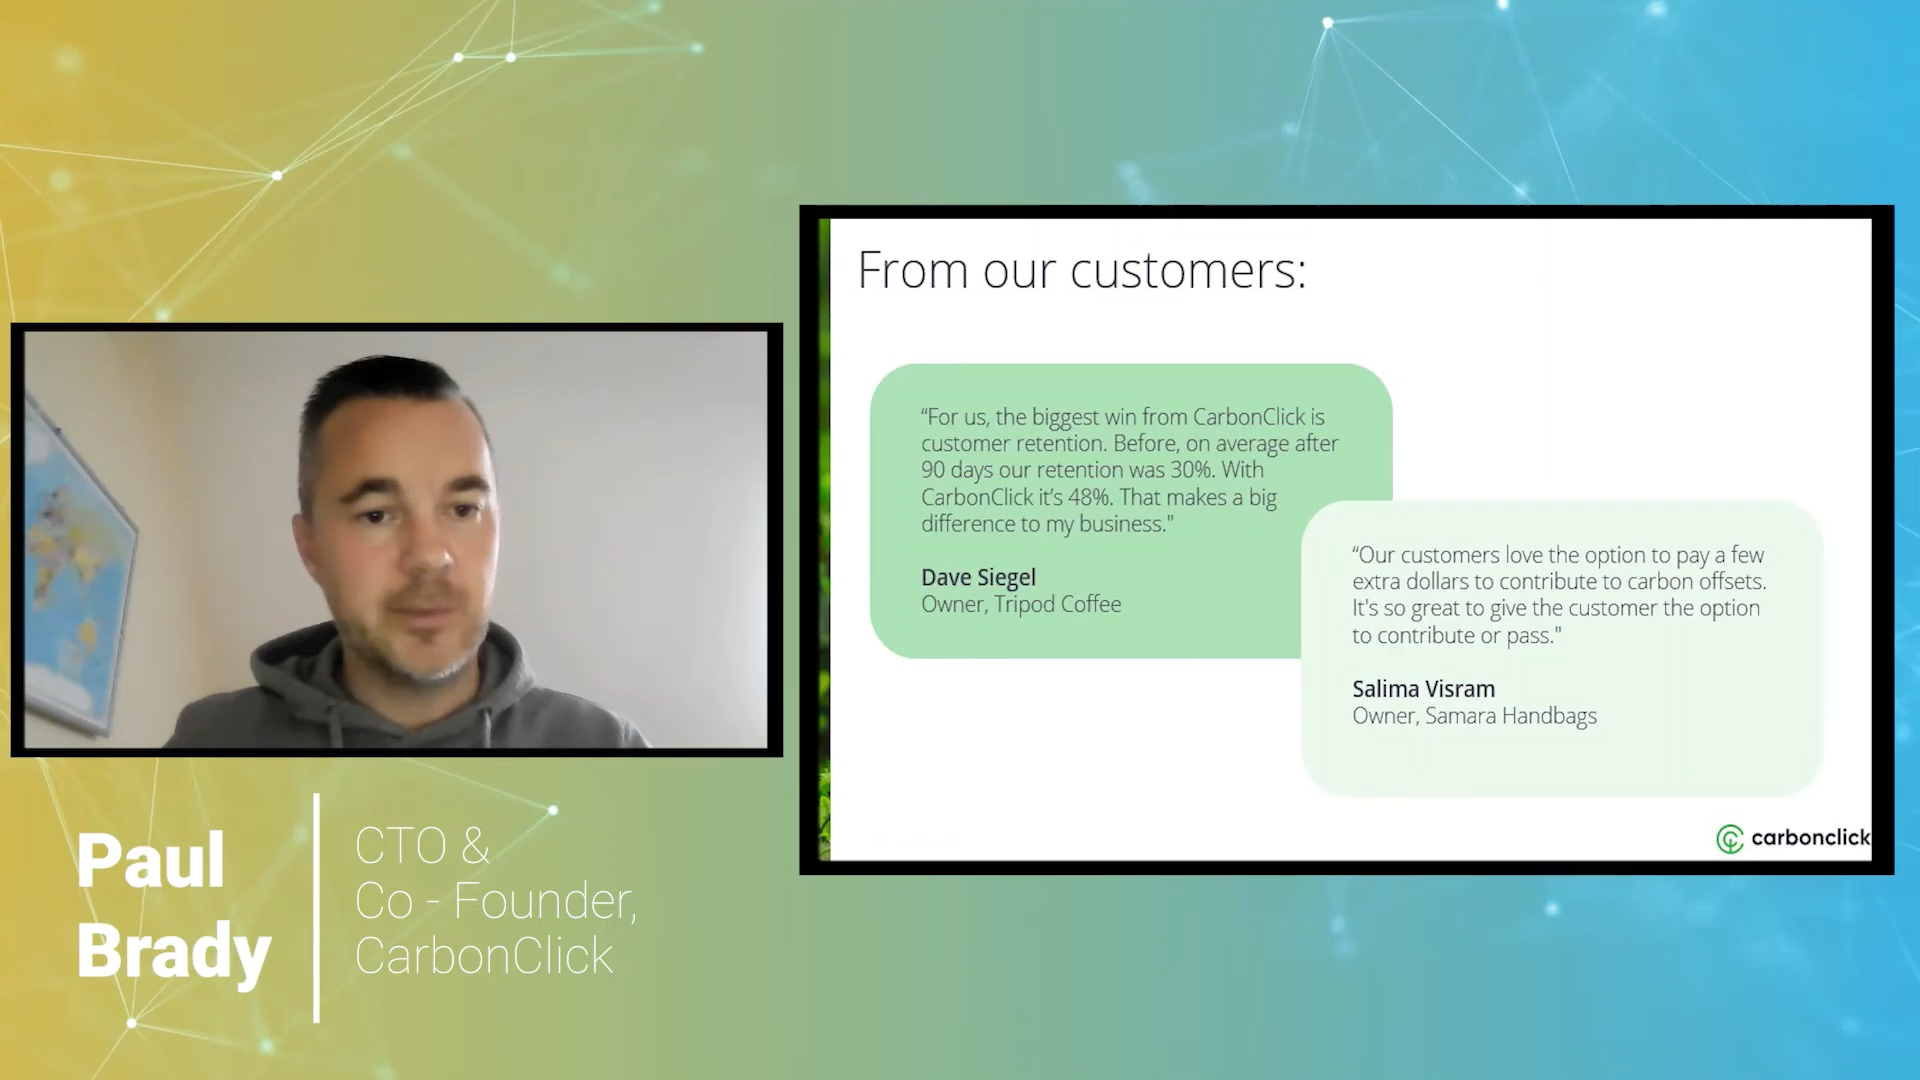 From our customers:
“For us, the biggest win from CarbonClick is
customer retention. Before, on average after
90 days our retention was 30%. With
CarbonClick it’s 48%. That makes a big
difference to my business."
Dave Siegel
Owner, Tripod Coffee
“Our customers love the option to pay a few
extra dollars to contribute to carbon offsets.
It's so great to give the customer the option
to contribute or pass."
Salima Visram
Owner, Samara Handbags
carbonclick
Paul
Brady
CTO &
Co - Founder,
CarbonClick